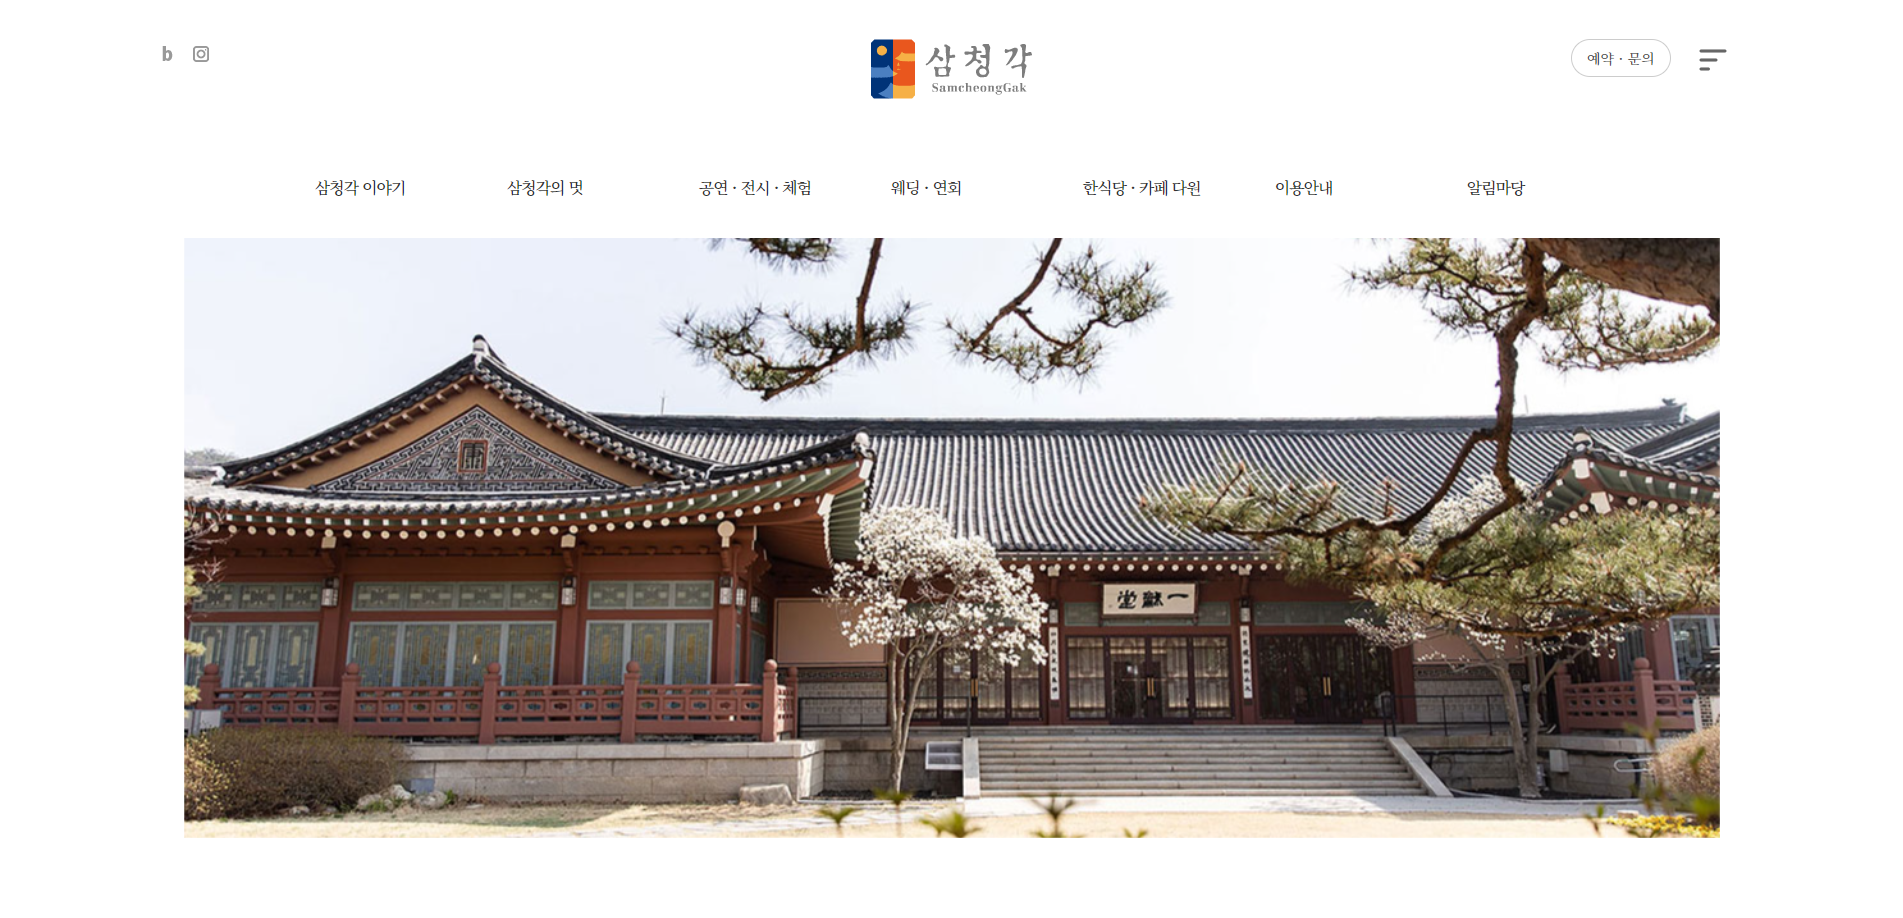 b
삼청각
SamcheongGak
예약 · 문의
삼청각 이야기
삼청각의 멋
공연 · 전시 · 체험
웨딩 · 연회
한식당 · 카페 다원
이용안내
알림마당
堂龢一